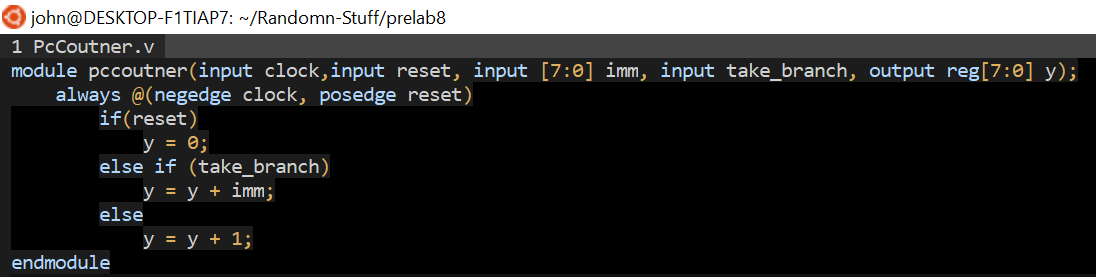 john@DESKTOP-F1TIAP7: ~/Randomn-Stuff/prelab8
1 PcCoutner.v
module pccoutner(input clock,input reset, input [7:0] imm, input take_branch, output reg[7:0] y);
    always @(negedge clock, posedge reset)
        if(reset)
            y = 0;
        else if (take_branch)
            y = y + imm;
        else
            y = y + 1;
endmodule